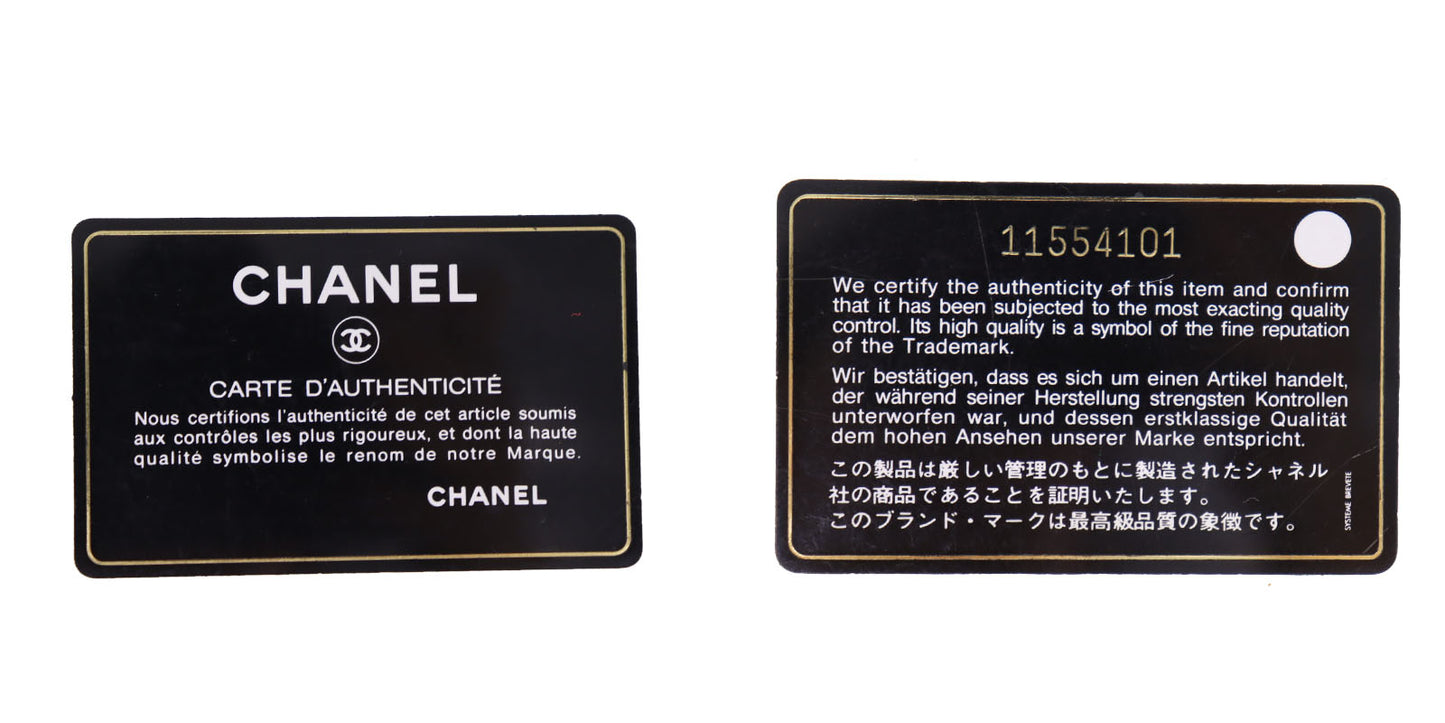 CHANEL
CARTE D'AUTHENTICITÉ
Nous certifions l'authenticité de cet article soumis
aux contrôles les plus rigoureux, et dont la haute
qualité symbolise le renom de notre Marque.
CHANEL
11554101
We certify the authenticity of this item and confirm
that it has been subjected to the most exacting quality
control. Its high quality is a symbol of the fine reputation
of the Trademark.
Wir bestätigen, dass es sich um einen Artikel handelt,
der während seiner Herstellung strengsten Kontrollen
unterworfen war, und dessen erstklassige Qualität
dem hohen Ansehen unserer Marke entspricht.
この製品は厳しい管理のもとに製造されたシャネル
社の商品であることを証明いたします。
このブランド・マークは最高級品質の象徴です。
SYSTEME BREVETE